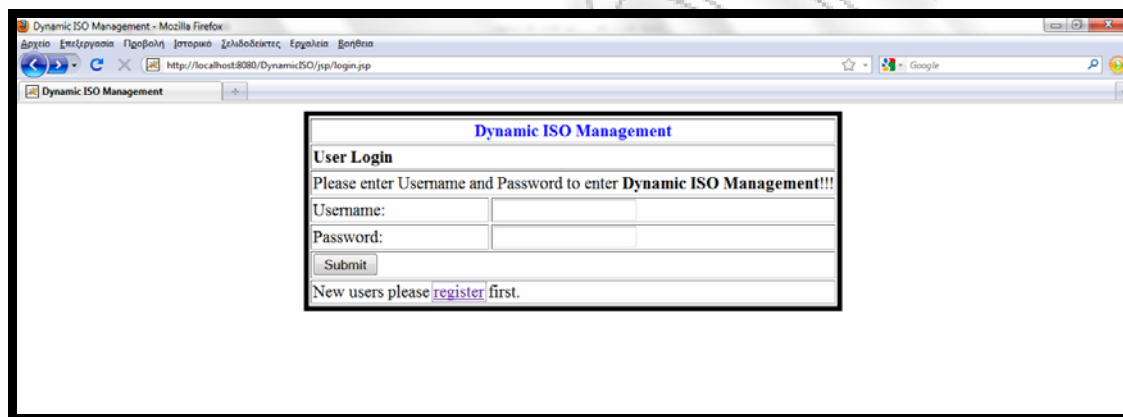 Dynamic ISO Management - Mozilla Firefox
Αρχείο Επεξεργασία Προβολή Ιστορικό Σελιδοδείκτες Εργαλεία Βοήθεια
http://localhost:8080/DynamicISO/jsp/login.jsp Google
Dynamic ISO Management
Dynamic ISO Management
User Login
Please enter Username and Password to enter Dynamic ISO Management!!!
Username:
Password:
Submit
New users please register first.